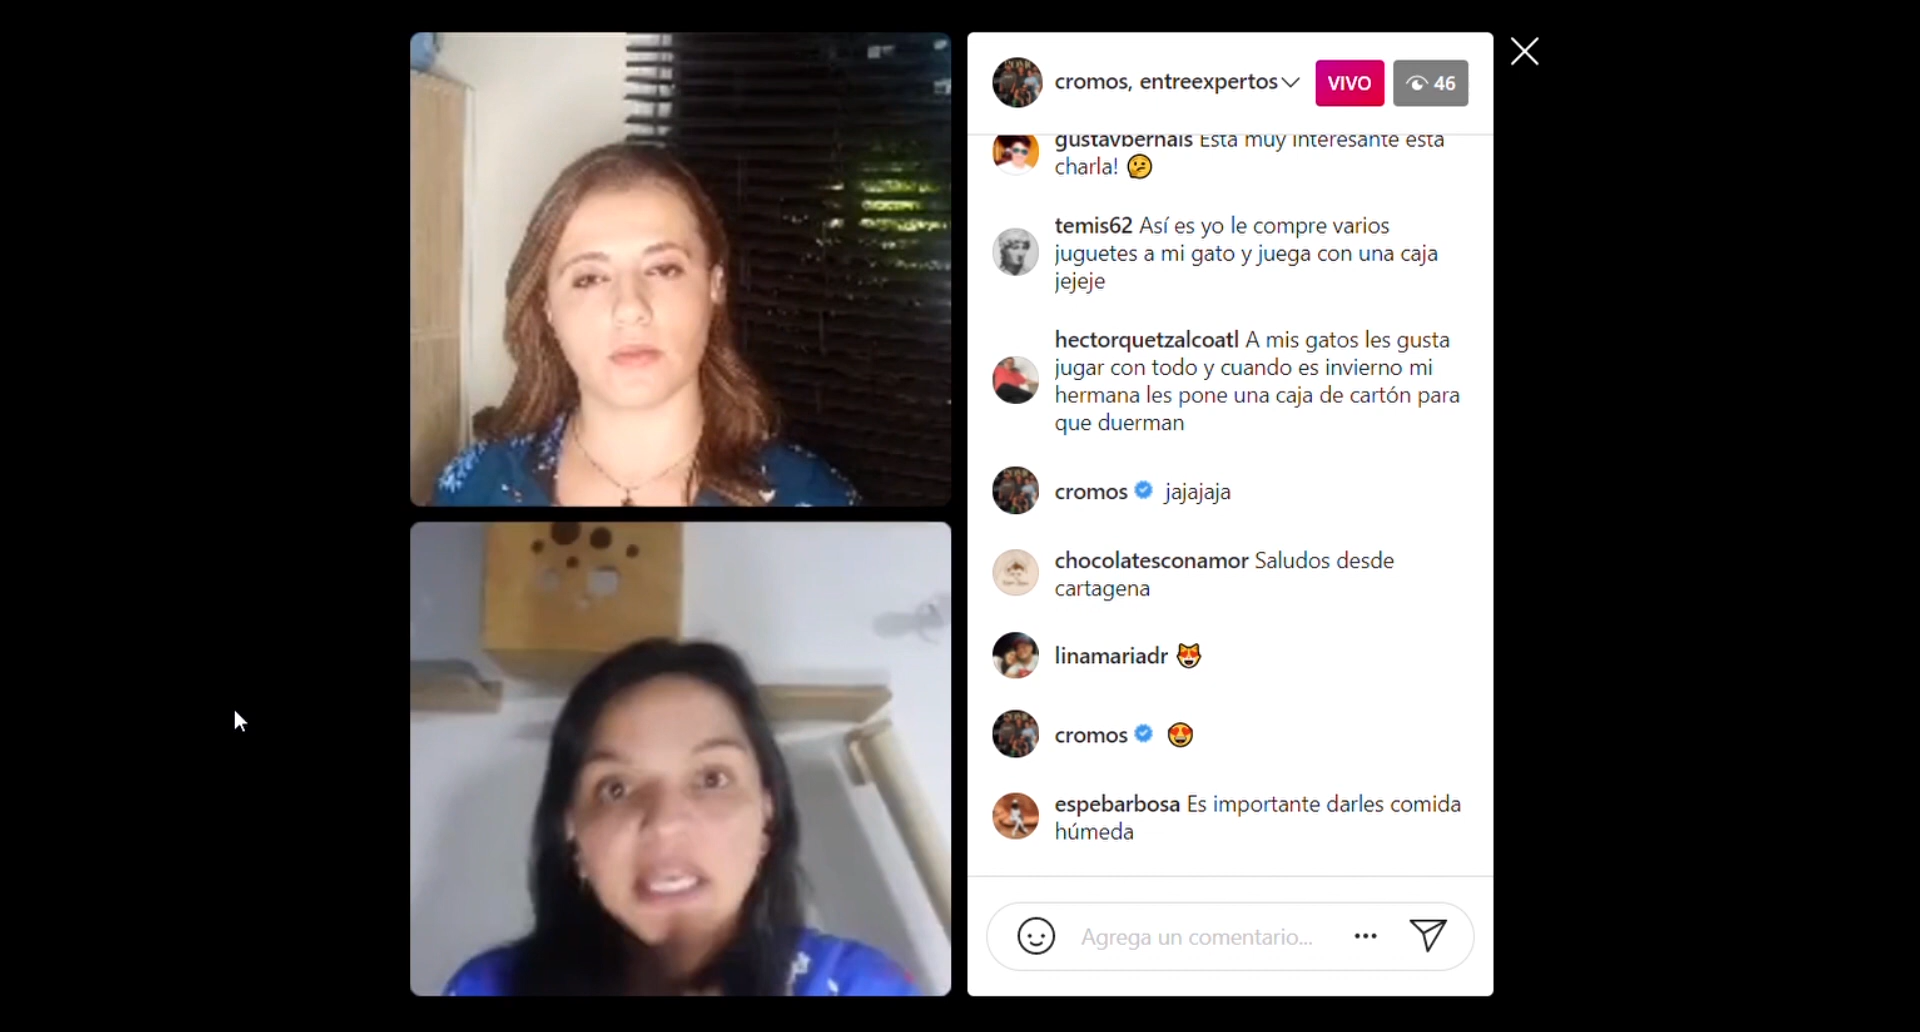 cromos, entreexpertos
VIVO
46
gustavbernals Está muy interesante esta
charla! 🤔
temis62 Así es yo le compre varios
juguetes a mi gato y juega con una caja
jejeje
hectorquetzalcoatl A mis gatos les gusta
jugar con todo y cuando es invierno mi
hermana les pone una caja de cartón para
que duerman
cromos jajajaja
chocolatesconamor Saludos desde
cartagena
linamariadr 😻
cromos 😍
espebarbosa Es importante darles comida
húmeda
Agrega un comentario...